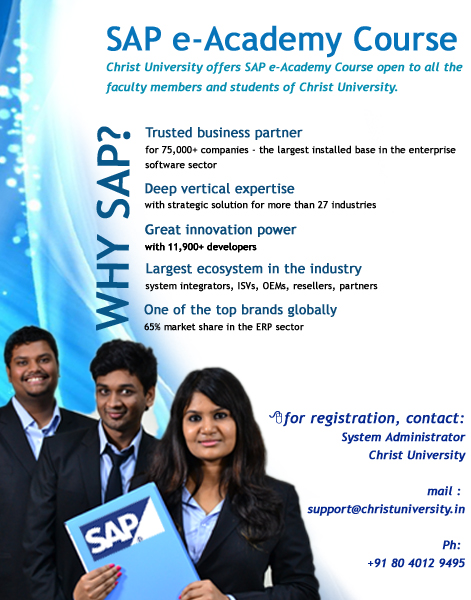 SAP e-Academy Course
Christ University offers SAP e-Academy Course open to all the
faculty members and students of Christ University.
WHY SAP?
Trusted business partner
for 75,000+ companies - the largest installed base in the enterprise
software sector
Deep vertical expertise
with strategic solution for more than 27 industries
Great innovation power
with 11,900+ developers
Largest ecosystem in the industry
system integrators, ISVs, OEMs, resellers, partners
One of the top brands globally
65% market share in the ERP sector
for registration, contact:
System Administrator
Christ University
mail :
support@christuniversity.in
Ph:
+91 80 4012 9495
SAP